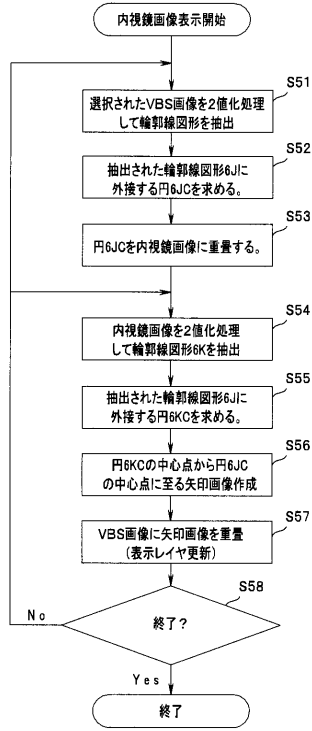 内視鏡画像表示開始
S51
選択されたVBS画像を2値化処理
して輪郭線図形を抽出
S52
抽出された輪郭線図形6Jに
外接する円6JCを求める。
S53
円6JCを内視鏡画像に重畳する。
S54
内視鏡画像を2値化処理
して輪郭線図形6Kを抽出
S55
抽出された輪郭線図形6Jに
外接する円6KCを求める。
S56
円6KCの中心点から円6JC
の中心点に至る矢印画像作成
S57
VBS画像に矢印画像を重畳
(表示レイヤ更新)
S58
No
終了?
Yes
終了